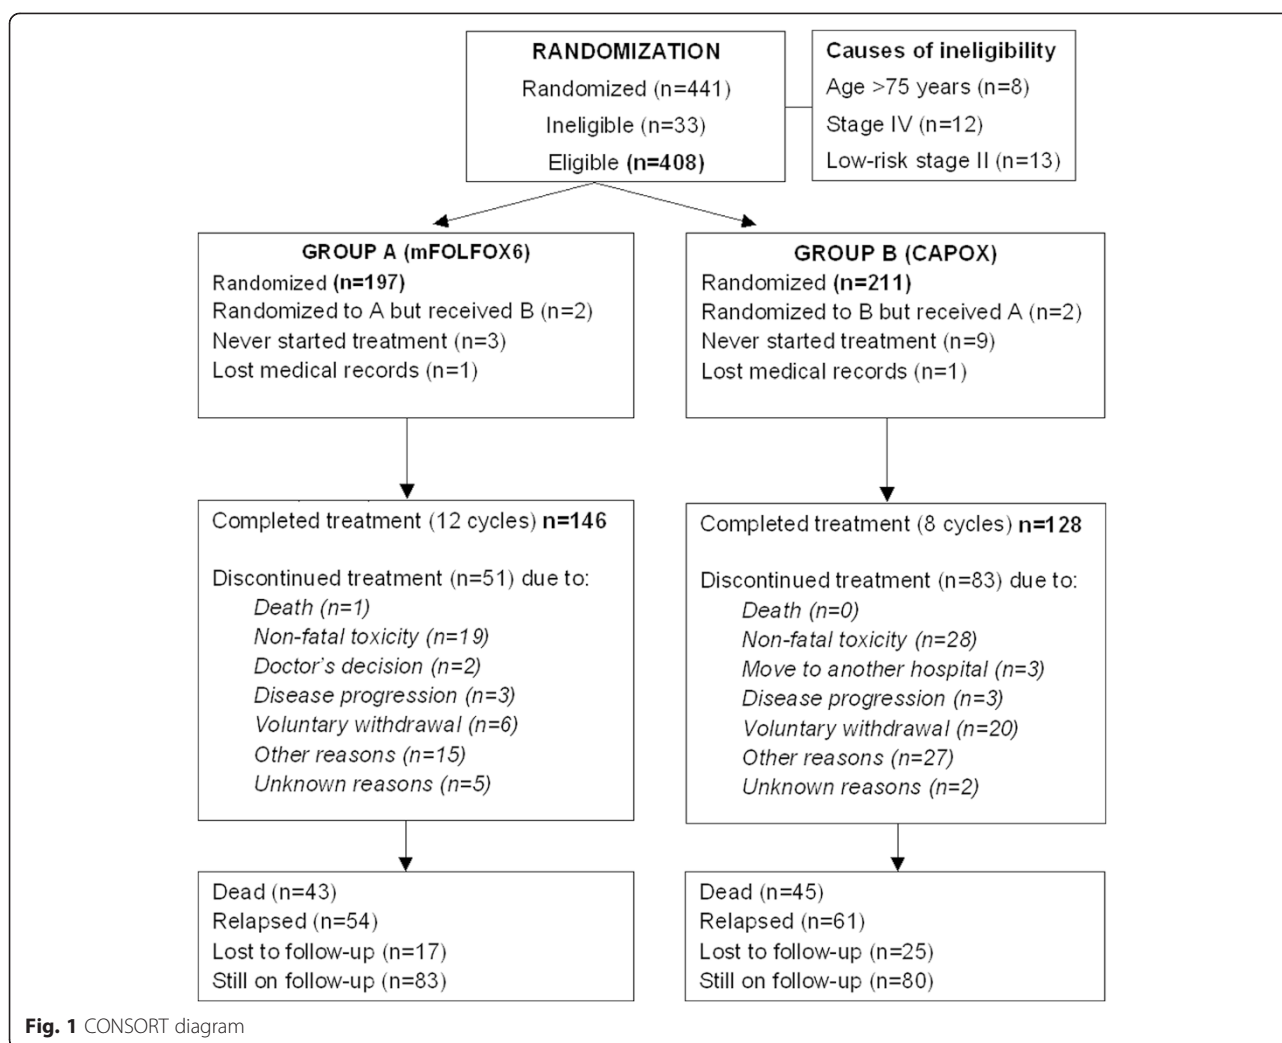 RANDOMIZATION
Randomized (n=441)
Ineligible (n=33)
Eligible (n=408)
Causes of ineligibility
Age >75 years (n=8)
Stage IV (n=12)
Low-risk stage II (n=13)
GROUP A (mFOLFOX6)
Randomized (n=197)
Randomized to A but received B (n=2)
Never started treatment (n=3)
Lost medical records (n=1)
GROUP B (CAPOX)
Randomized (n=211)
Randomized to B but received A (n=2)
Never started treatment (n=9)
Lost medical records (n=1)
Completed treatment (12 cycles) n=146
Discontinued treatment (n=51) due to:
Death (n=1)
Non-fatal toxicity (n=19)
Doctor's decision (n=2)
Disease progression (n=3)
Voluntary withdrawal (n=6)
Other reasons (n=15)
Unknown reasons (n=5)
Completed treatment (8 cycles) n=128
Discontinued treatment (n=83) due to:
Death (n=0)
Non-fatal toxicity (n=28)
Move to another hospital (n=3)
Disease progression (n=3)
Voluntary withdrawal (n=20)
Other reasons (n=27)
Unknown reasons (n=2)
Dead (n=43)
Relapsed (n=54)
Lost to follow-up (n=17)
Still on follow-up (n=83)
Dead (n=45)
Relapsed (n=61)
Lost to follow-up (n=25)
Still on follow-up (n=80)
Fig. 1 CONSORT diagram